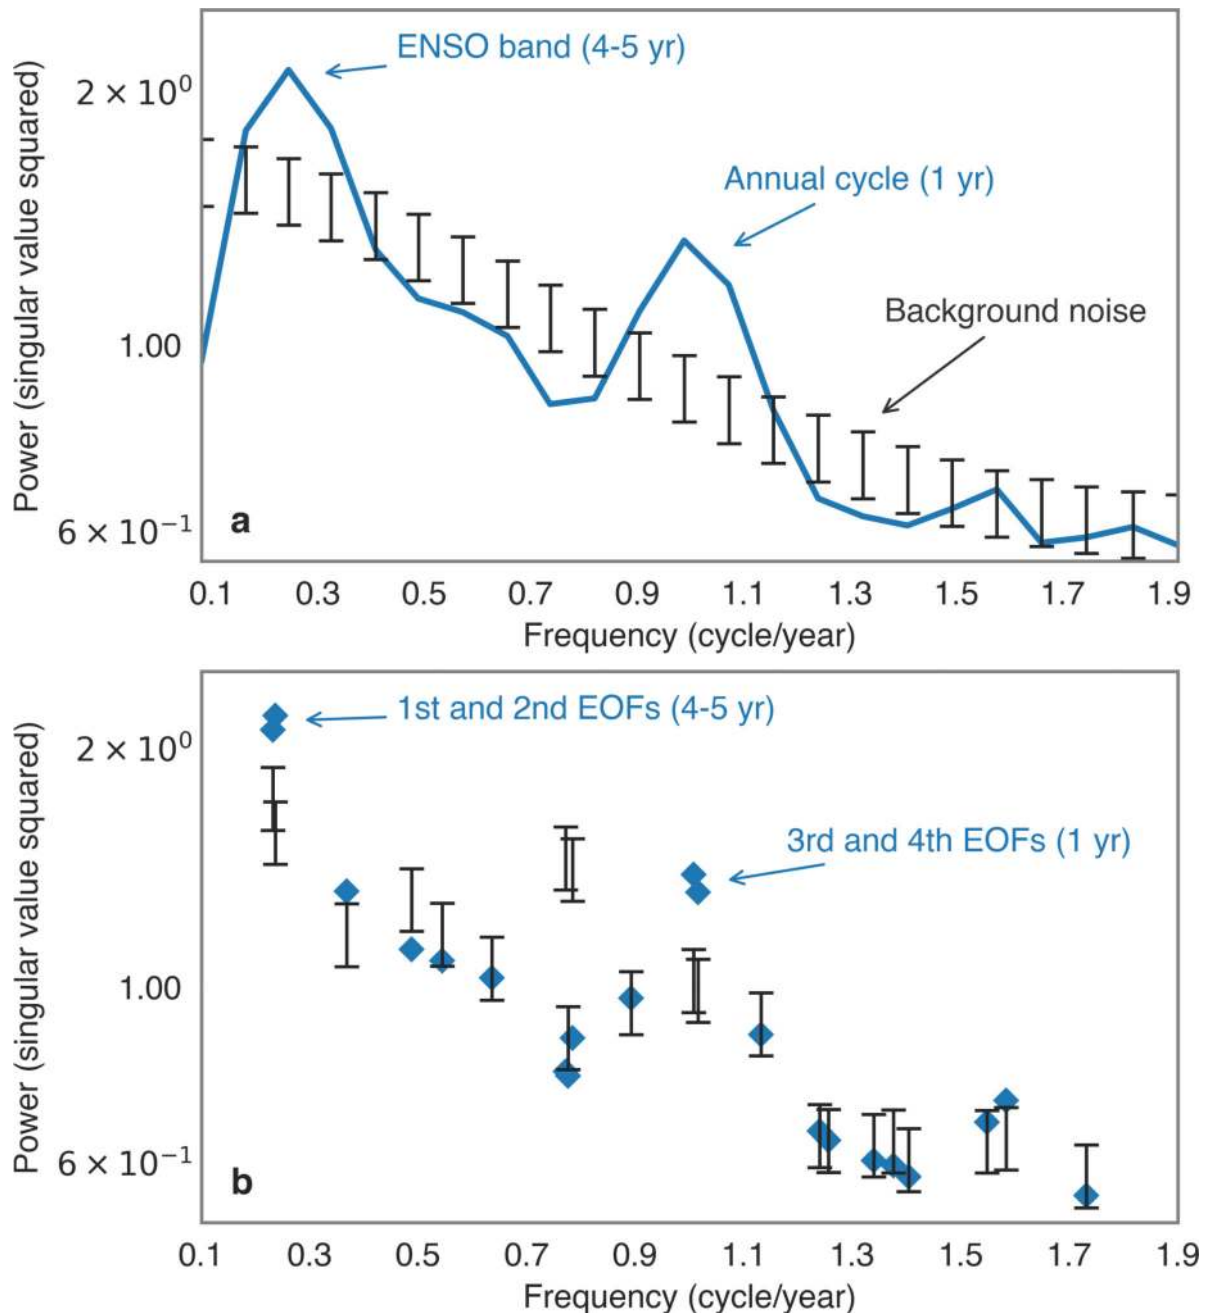 ENSO band (4-5 yr)
2 × 10⁰
Annual cycle (1 yr)
Background noise
1.00
6 × 10⁻¹
a
Power (singular value squared)
0.1 0.3 0.5 0.7 0.9 1.1 1.3 1.5 1.7 1.9
Frequency (cycle/year)
1st and 2nd EOFs (4-5 yr)
2 × 10⁰
3rd and 4th EOFs (1 yr)
1.00
6 × 10⁻¹
b
Power (singular value squared)
0.1 0.3 0.5 0.7 0.9 1.1 1.3 1.5 1.7 1.9
Frequency (cycle/year)